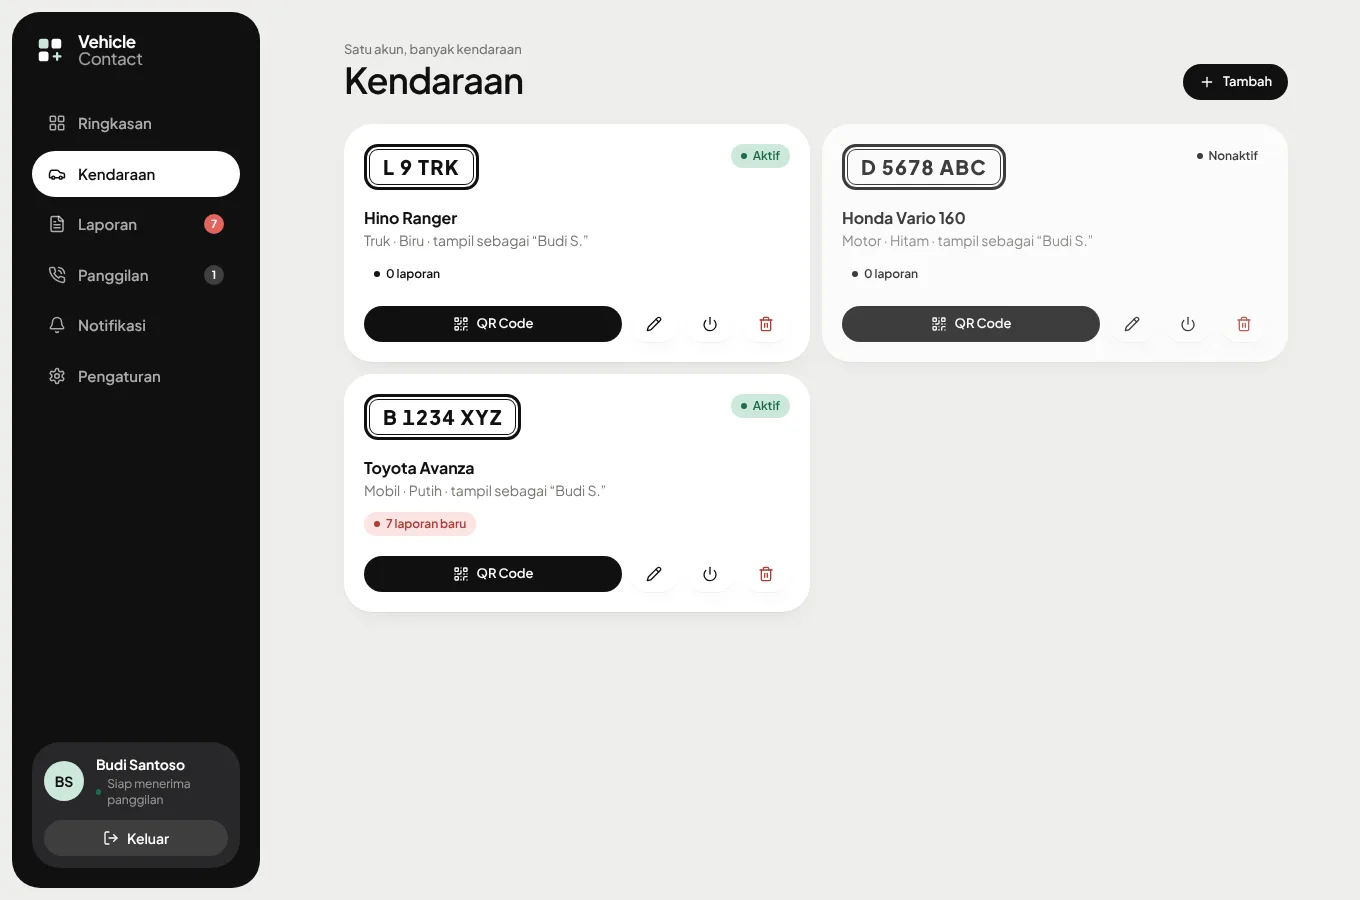 Vehicle
Contact
Ringkasan
Kendaraan
Laporan 7
Panggilan 1
Notifikasi
Pengaturan
BS
Budi Santoso
Siap menerima
panggilan
Keluar
Satu akun, banyak kendaraan
Kendaraan
Tambah
L 9 TRK
Aktif
Hino Ranger
Truk · Biru · tampil sebagai “Budi S.”
0 laporan
QR Code
D 5678 ABC
Nonaktif
Honda Vario 160
Motor · Hitam · tampil sebagai “Budi S.”
0 laporan
QR Code
B 1234 XYZ
Aktif
Toyota Avanza
Mobil · Putih · tampil sebagai “Budi S.”
7 laporan baru
QR Code